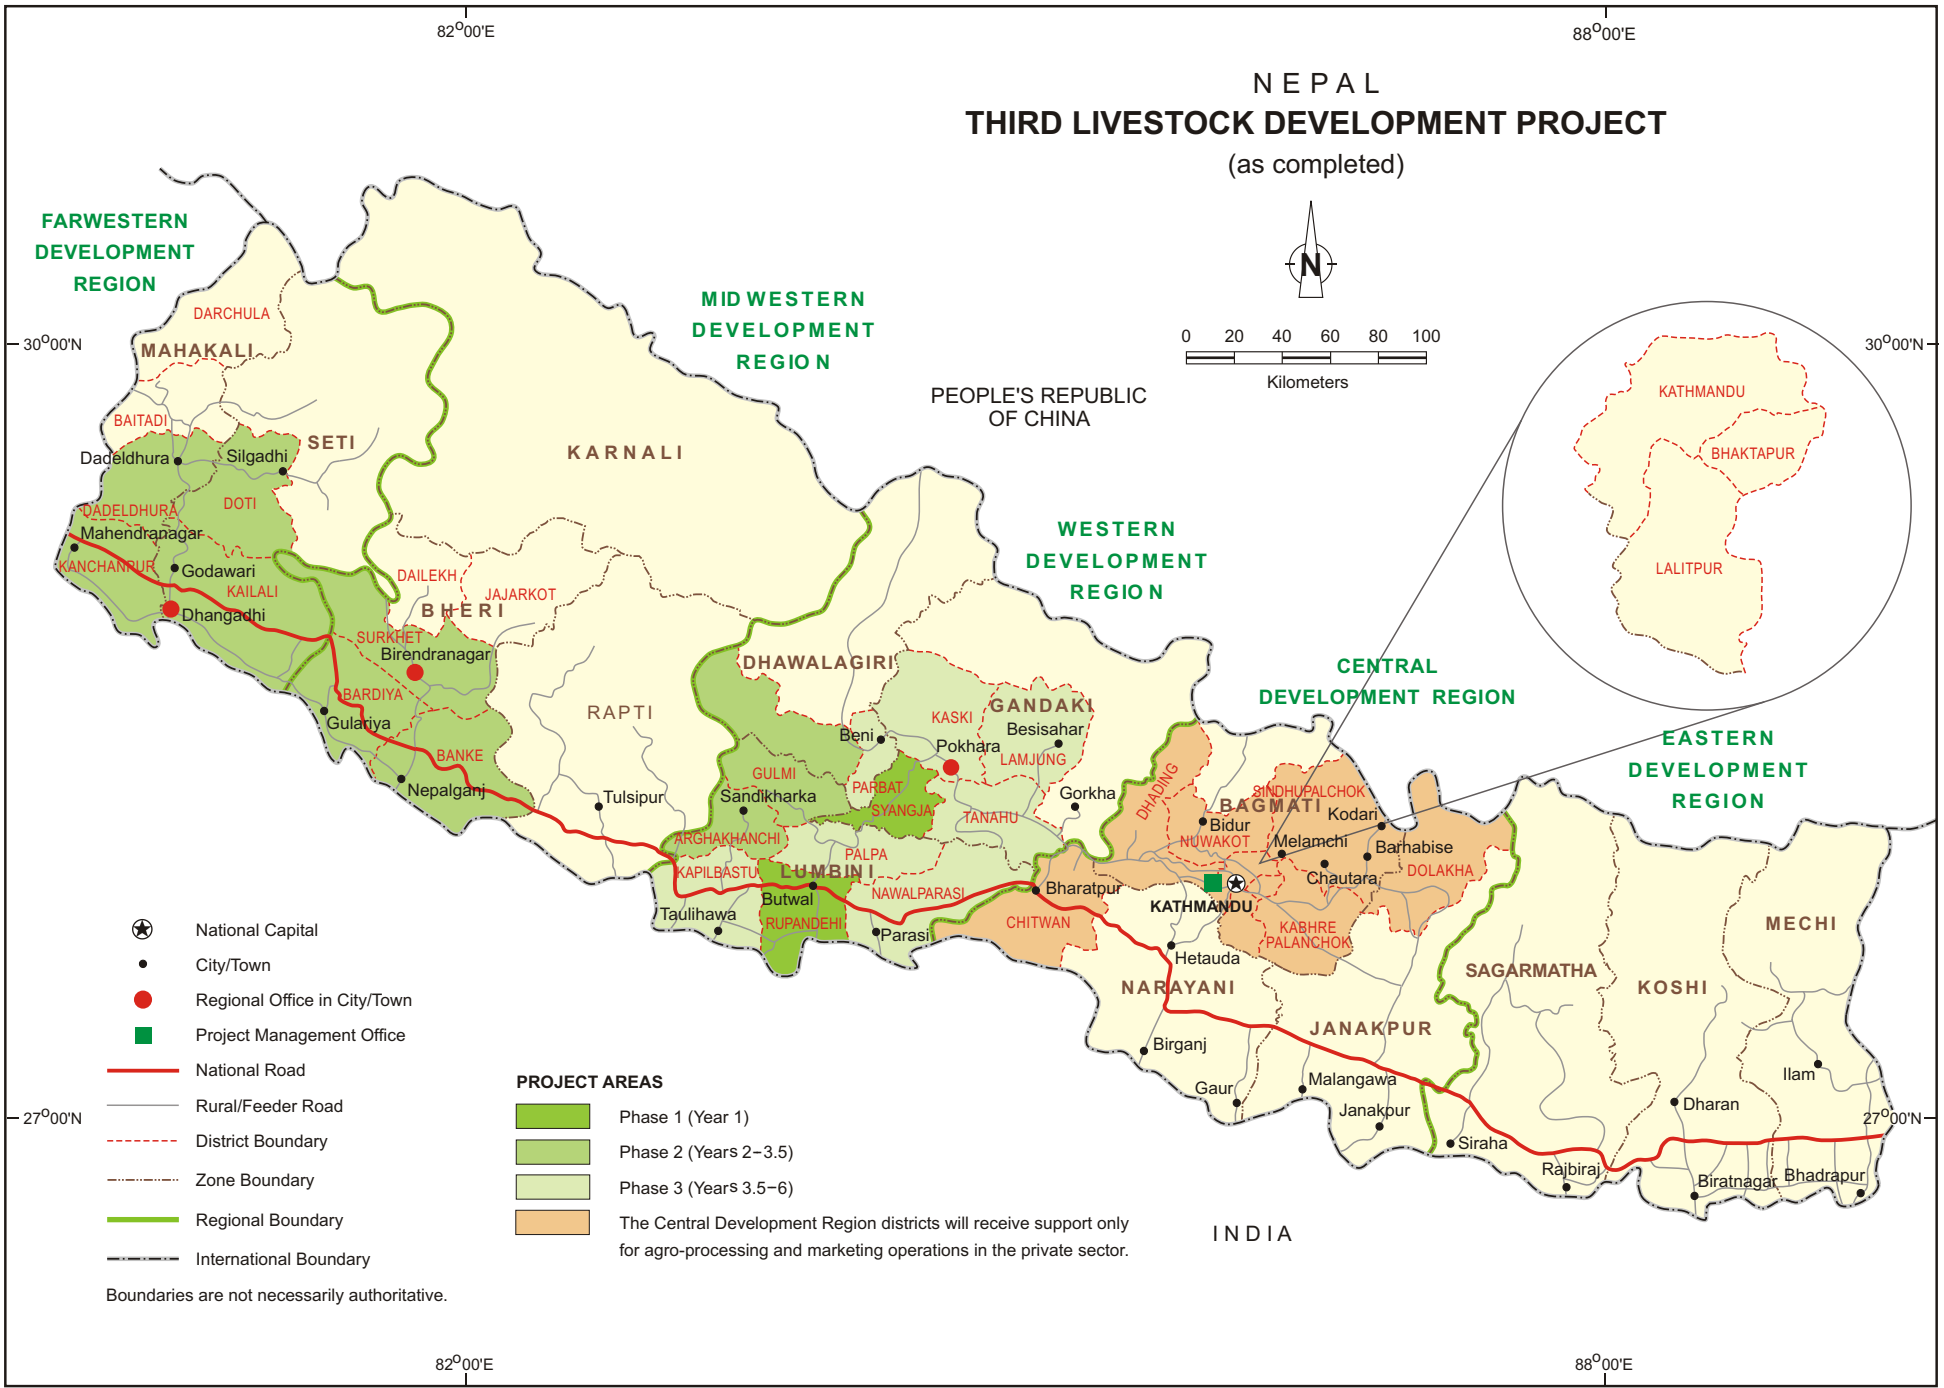 82°00'E
88°00'E
NEPAL
THIRD LIVESTOCK DEVELOPMENT PROJECT
(as completed)
N
0 20 40 60 80 100
Kilometers
FARWESTERN
DEVELOPMENT
REGION
MID WESTERN
DEVELOPMENT
REGION
PEOPLE'S REPUBLIC
OF CHINA
WESTERN
DEVELOPMENT
REGION
CENTRAL
DEVELOPMENT REGION
EASTERN
DEVELOPMENT
REGION
30°00'N
30°00'N
KATHMANDU
BHAKTAPUR
LALITPUR
DARCHULA
MAHAKALI
BAITADI
SETI
KARNALI
Dadeldhura
Silgadhi
DOTI
DADELDHURA
Mahendranagar
KANCHANPUR
Godawari
KAILALI
Dhangadhi
DAILEKH
JAJARKOT
BHERI
SURKHET
Birendranagar
BARDIYA
Gulariya
BANKE
Nepalganj
RAPTI
Tulsipur
DHAWALAGIRI
GANDAKI
KASKI
Besisahar
Beni
Pokhara
LAMJUNG
GULMI
PARBAT
Sandikharka
SYANGJA
TANAHU
Gorkha
ARGHAKHANCHI
PALPA
KAPILBASTU
LUMBINI
NAWALPARASI
Butwal
Taulihawa
RUPANDEHI
Parasi
DHADING
SINDHUPALCHOK
BAGMATI
Kodari
Bidur
NUWAKOT
Melamchi
Barhabise
Chautara
DOLAKHA
Bharatpur
KATHMANDU
CHITWAN
KABHRE
PALANCHOK
Hetauda
NARAYANI
JANAKPUR
SAGARMATHA
KOSHI
MECHI
Birganj
Gaur
Malangawa
Janakpur
Siraha
Rajbiraj
Dharan
Ilam
Biratnagar
Bhadrapur
INDIA
National Capital
City/Town
Regional Office in City/Town
Project Management Office
National Road
Rural/Feeder Road
District Boundary
Zone Boundary
Regional Boundary
International Boundary
Boundaries are not necessarily authoritative.
PROJECT AREAS
Phase 1 (Year 1)
Phase 2 (Years 2–3.5)
Phase 3 (Years 3.5–6)
The Central Development Region districts will receive support only
for agro-processing and marketing operations in the private sector.
27°00'N
27°00'N
82°00'E
88°00'E